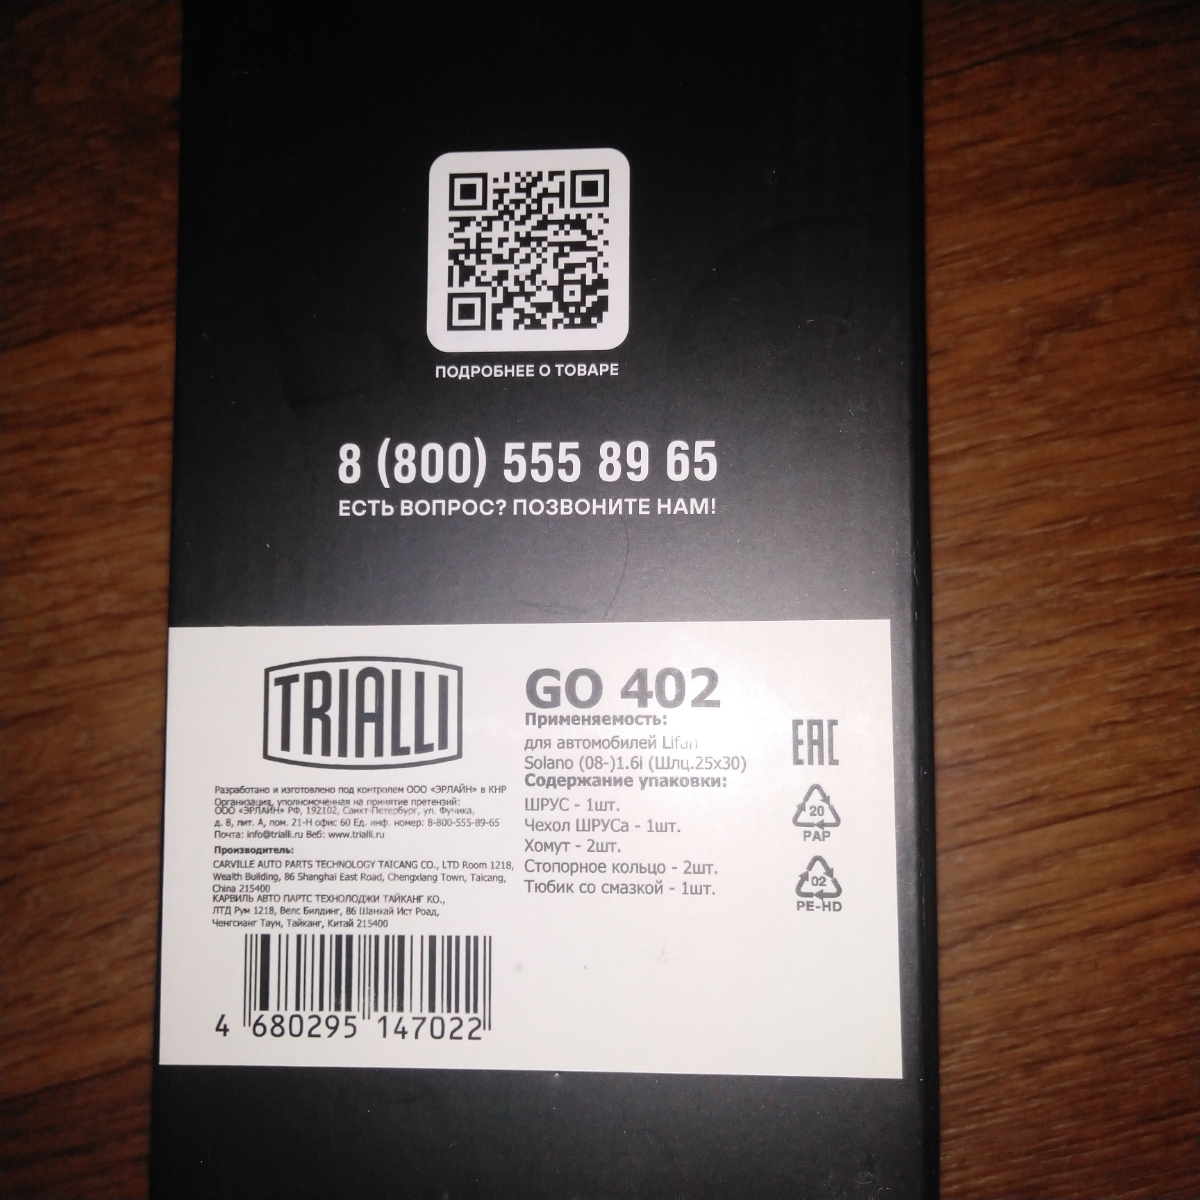 ПОДРОБНЕЕ О ТОВАРЕ
8 (800) 555 89 65
ЕСТЬ ВОПРОС? ПОЗВОНИТЕ НАМ!
TRIALLI
GO 402
Применяемость:
для автомобилей Lifan
Solano (08-)1.6i (Шлц.25x30)
Содержание упаковки:
ШРУС - 1шт.
Чехол ШРУСа - 1шт.
Хомут - 2шт.
Стопорное кольцо - 2шт.
Тюбик со смазкой - 1шт.
EAC
20
PAP
02
PE-HD
Разработано и изготовлено под контролем ООО «ЭРЛАЙН» в КНР
Организация, уполномоченная на принятие претензий:
ООО «ЭРЛАЙН» РФ, 192102, Санкт-Петербург, ул. Фучика,
д. 8, лит. А, пом. 21-Н офис 60 Ед. инф. номер: 8-800-555-89-65
Почта: info@trialli.ru Веб: www.trialli.ru
Производитель:
CARVILLE AUTO PARTS TECHNOLOGY TAICANG CO., LTD Room 1218,
Wealth Building, 86 Shanghai East Road, Chengxiang Town, Taicang,
China 215400
КАРВИЛЬ АВТО ПАРТС ТЕХНОЛОДЖИ ТАЙКАНГ КО.,
ЛТД Рум 1218, Велс Билдинг, 86 Шанхай Ист Роад,
Ченгсианг Таун, Тайканг, Китай 215400
4 680295 147022